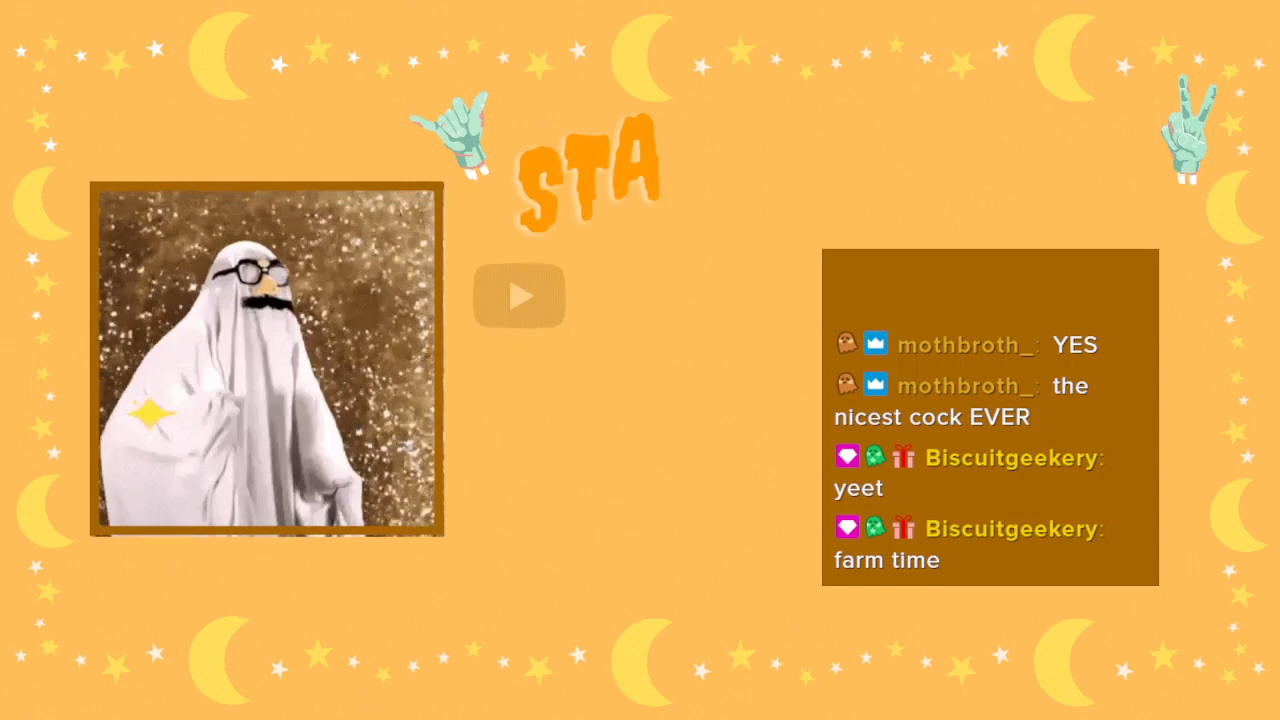 STA
mothbroth_: YES
mothbroth_: the
nicest cock EVER
Biscuitgeekery:
yeet
Biscuitgeekery:
farm time